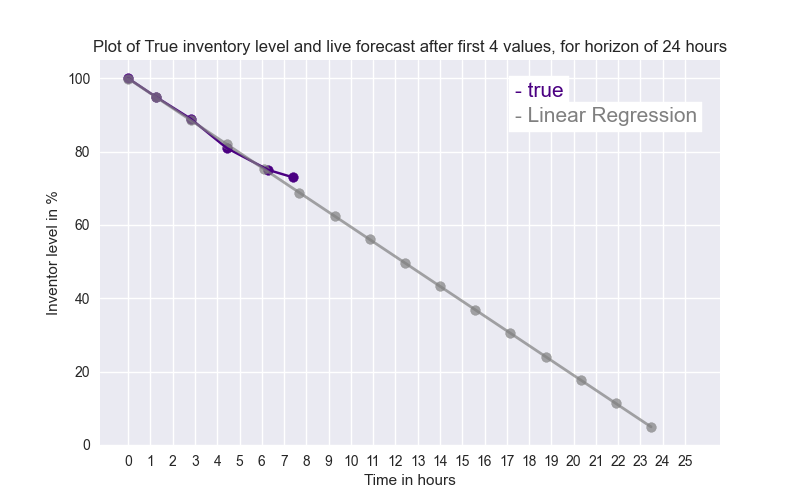 Plot of True inventory level and live forecast after first 4 values, for horizon of 24 hours
- true
- Linear Regression
Inventor level in %
100
80
60
40
20
0
0 1 2 3 4 5 6 7 8 9 10 11 12 13 14 15 16 17 18 19 20 21 22 23 24 25
Time in hours